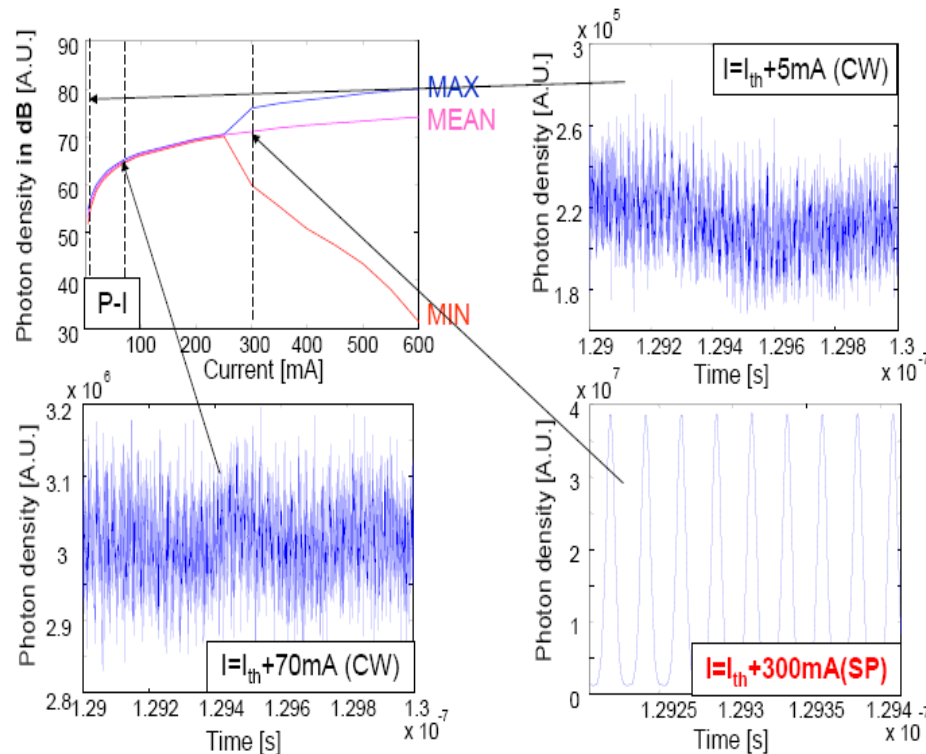 90
80
70
60
50
40
30
Photon density in dB [A.U.]
MAX
MEAN
MIN
P-I
100 200 300 400 500 600
Current [mA]
x 10^5
3
2.6
2.2
1.8
Photon density [A.U.]
I=I_th+5mA (CW)
1.29 1.292 1.294 1.296 1.298 1.3
x 10^-7
Time [s]
x 10^6
3.2
3.1
3
2.9
2.8
Photon density [A.U.]
I=I_th+70mA (CW)
1.29 1.292 1.294 1.296 1.298 1.3
x 10^-7
Time [s]
x 10^7
4
3
2
1
0
Photon density [A.U.]
I=I_th+300mA(SP)
1.2925 1.293 1.2935 1.294
x 10^-7
Time [s]